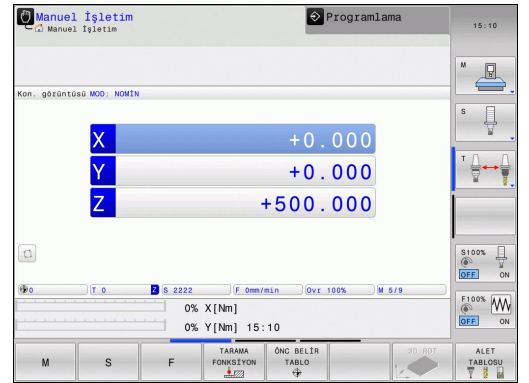 Manuel İşletim
Manuel İşletim
Programlama
15:10
Kon. görüntüsü MOD: NOMİN
X +0.000
Y +0.000
Z +500.000
M
S
T
S100%
OFF ON
F100%
OFF ON
0 T 0 Z S 2222 F 0mm/min Ovr 100% M 5/9
0% X[Nm]
0% Y[Nm] 15:10
M
S
F
TARAMA FONKSİYON
ÖNC BELİR TABLO
3D ROT
ALET TABLOSU